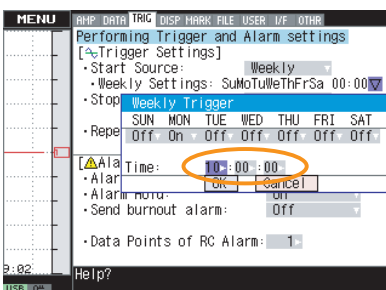 MENU
AMP DATA TRIG DISP MARK FILE USER I/F OTHR
Performing Trigger and Alarm settings
[Trigger Settings]
・Start Source: Weekly
・Weekly Settings: SuMoTuWeThFrSa 00:00
・Stop
Weekly Trigger
SUN MON TUE WED THU FRI SAT
・Repe
Off On Off Off Off Off Off
[Ala
Time: 10 : 00 : 00
・Alar
OK Cancel
・Alarm Hold:
・Send burnout alarm: Off
・Data Points of RC Alarm: 1
9:02
Help?